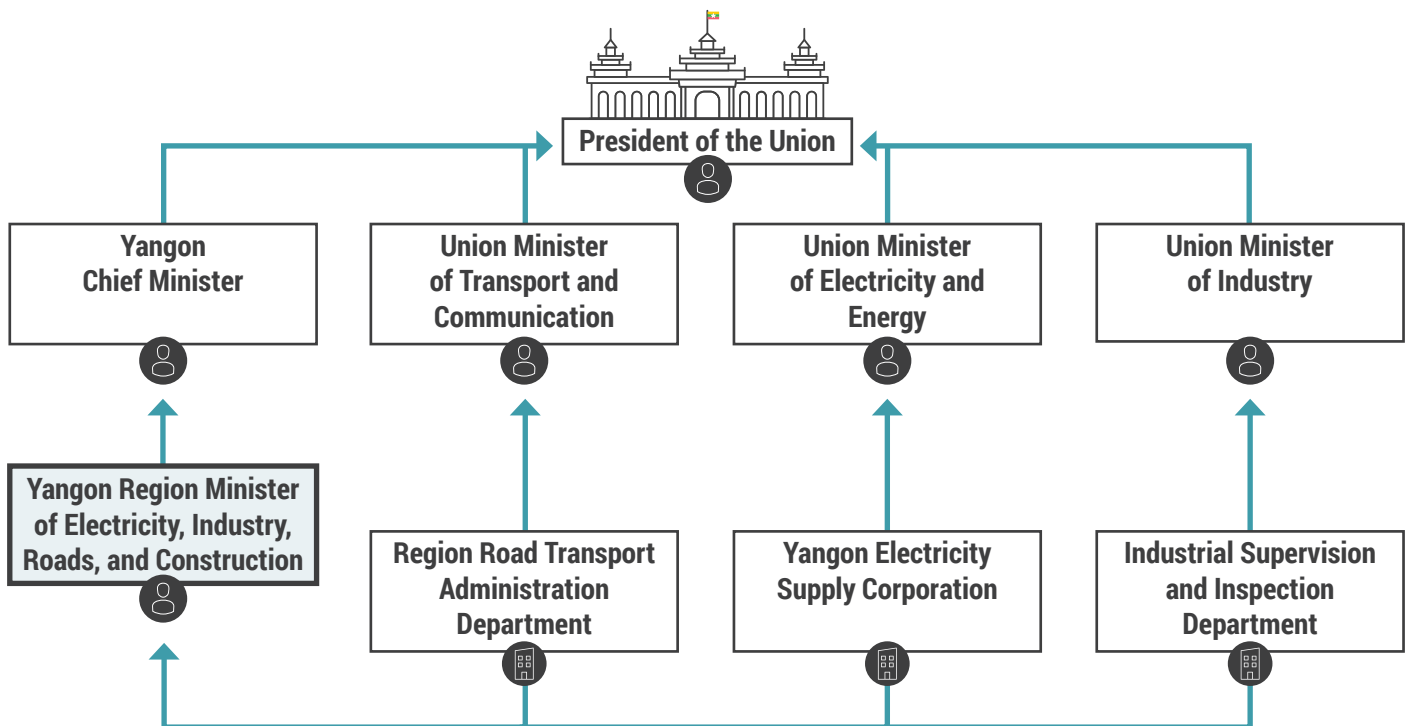 President of the Union
Yangon
Chief Minister
Union Minister
of Transport and
Communication
Union Minister
of Electricity and
Energy
Union Minister
of Industry
Yangon Region Minister
of Electricity, Industry,
Roads, and Construction
Region Road Transport
Administration
Department
Yangon Electricity
Supply Corporation
Industrial Supervision
and Inspection
Department